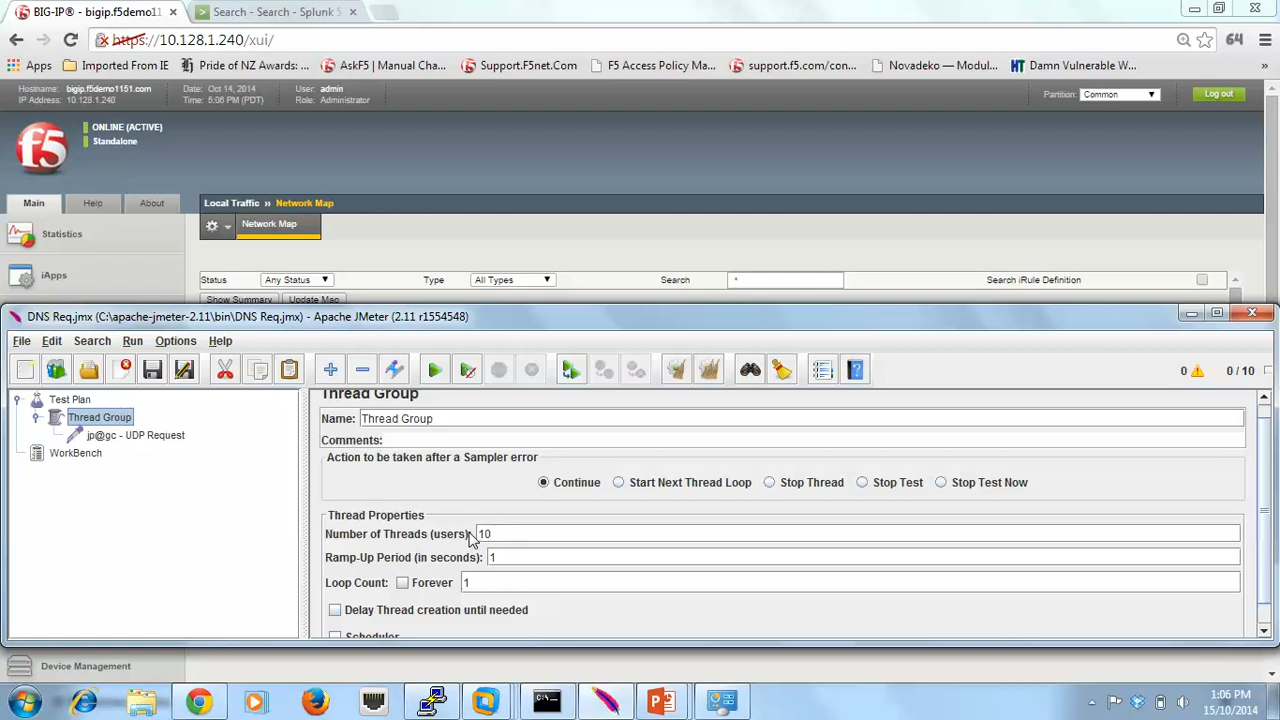 BIG-IP® - bigip.f5demo11 ×
Search - Search - Splunk 5 ×
https://10.128.1.240/xui/
64
Apps
Imported From IE
Pride of NZ Awards: ...
AskF5 | Manual Cha...
Support.F5net.Com
F5 Access Policy Ma...
support.f5.com/con...
Novadeko — Modul...
HT Damn Vulnerable W...
»
Hostname: bigip.f5demo1151.com
Date: Oct 14, 2014
User: admin
IP Address: 10.128.1.240
Time: 5:06 PM (PDT)
Role: Administrator
Partition: Common
Log out
f5
ONLINE (ACTIVE)
Standalone
Main
Help
About
Local Traffic ›› Network Map
Network Map
Statistics
iApps
Status
Any Status
Type
All Types
Search
*
Search iRule Definition
Show Summary
Update Map
DNS Req.jmx (C:\apache-jmeter-2.11\bin\DNS Req.jmx) - Apache JMeter (2.11 r1554548)
File Edit Search Run Options Help
0
0 / 10
Test Plan
Thread Group
jp@gc - UDP Request
WorkBench
Thread Group
Name: Thread Group
Comments:
Action to be taken after a Sampler error
Continue
Start Next Thread Loop
Stop Thread
Stop Test
Stop Test Now
Thread Properties
Number of Threads (users): 10
Ramp-Up Period (in seconds): 1
Loop Count:
Forever
1
Delay Thread creation until needed
Scheduler
Device Management
1:06 PM
15/10/2014